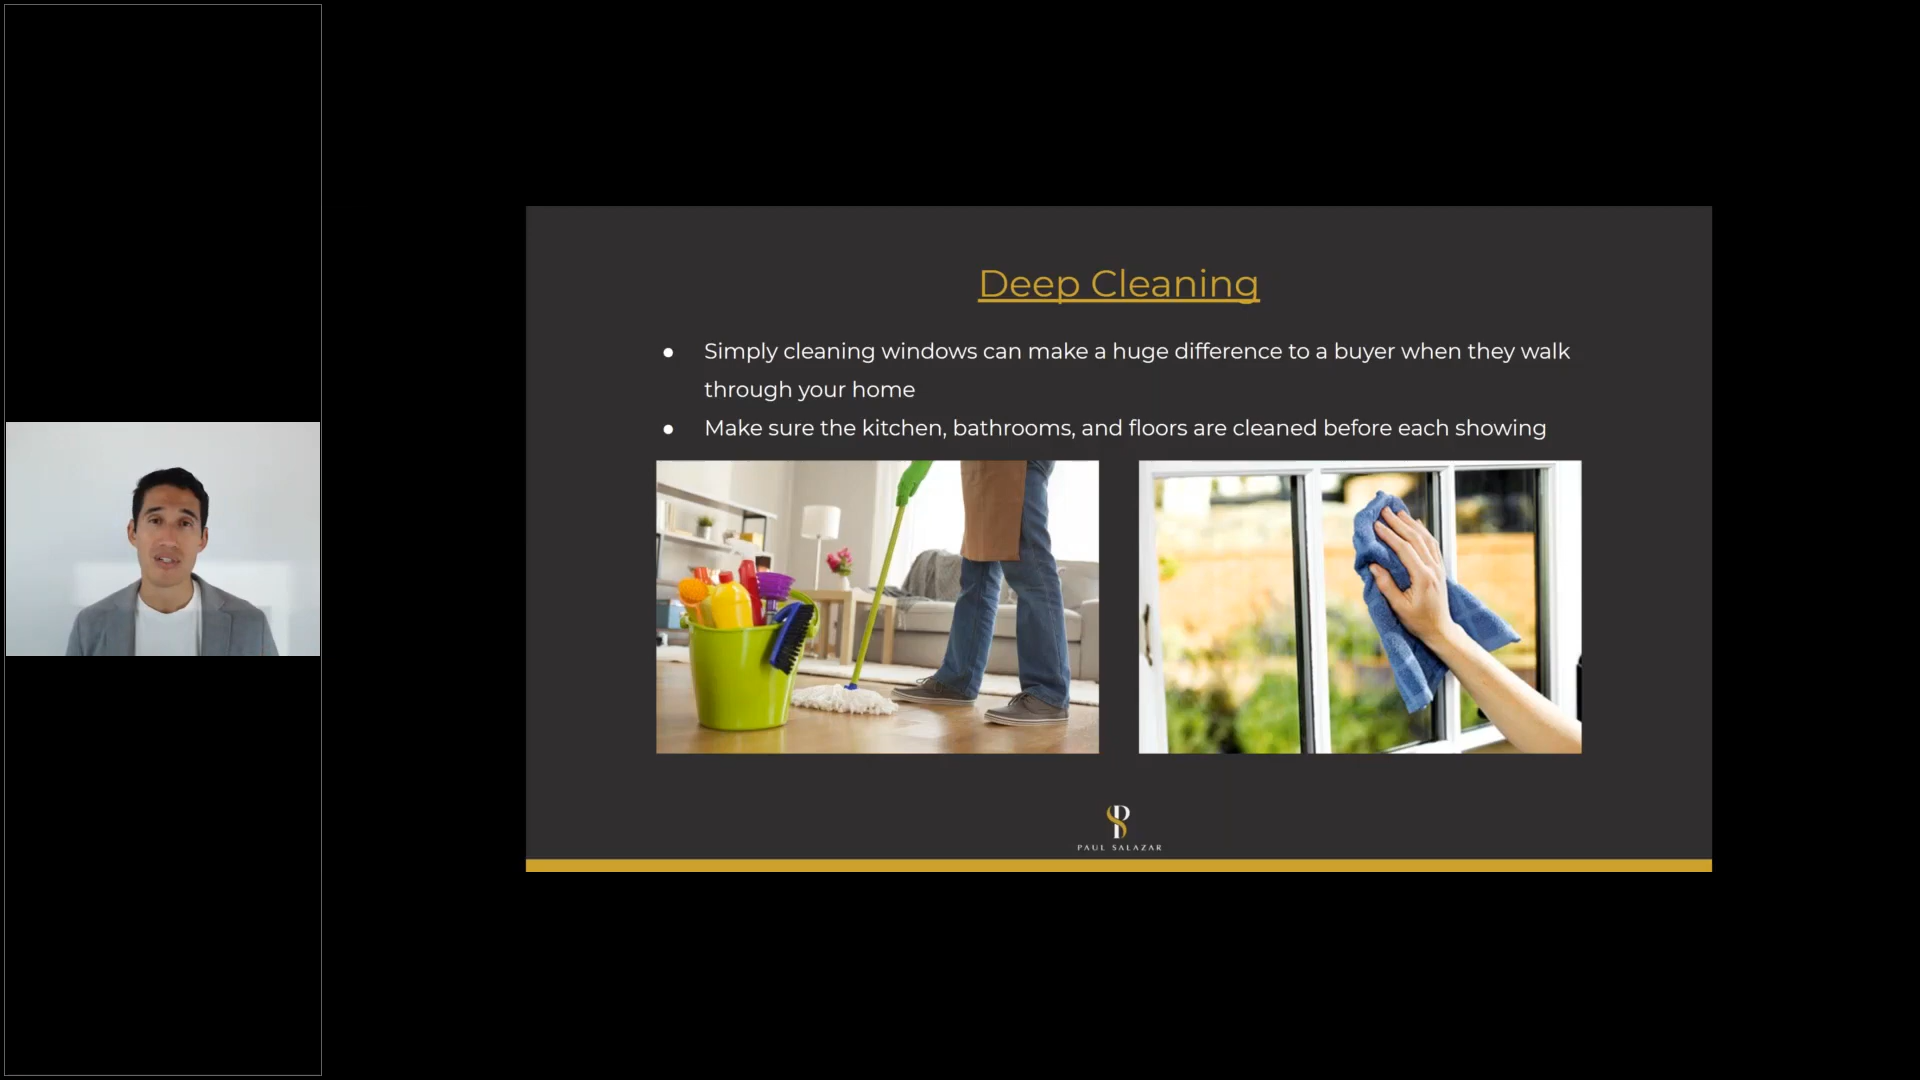 Deep Cleaning
● Simply cleaning windows can make a huge difference to a buyer when they walk
through your home
● Make sure the kitchen, bathrooms, and floors are cleaned before each showing
PAUL SALAZAR